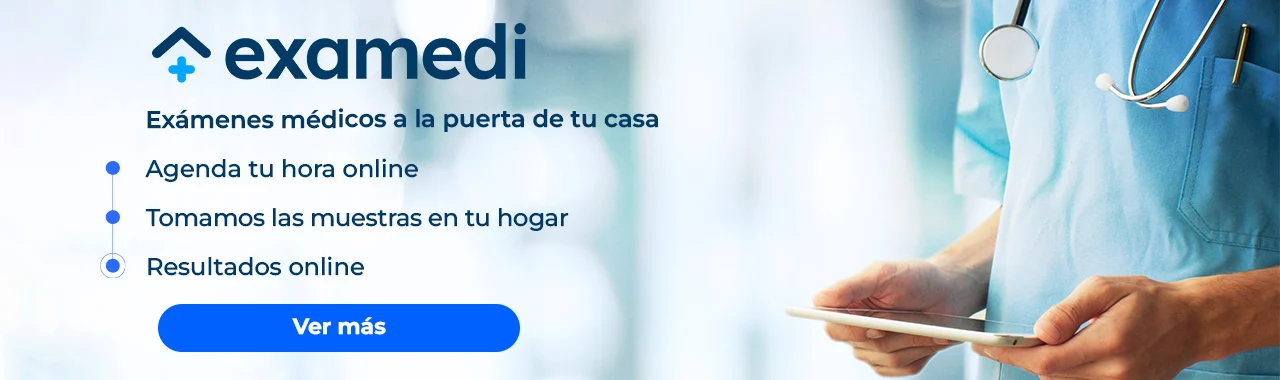 examedi
Exámenes médicos a la puerta de tu casa
Agenda tu hora online
Tomamos las muestras en tu hogar
Resultados online
Ver más